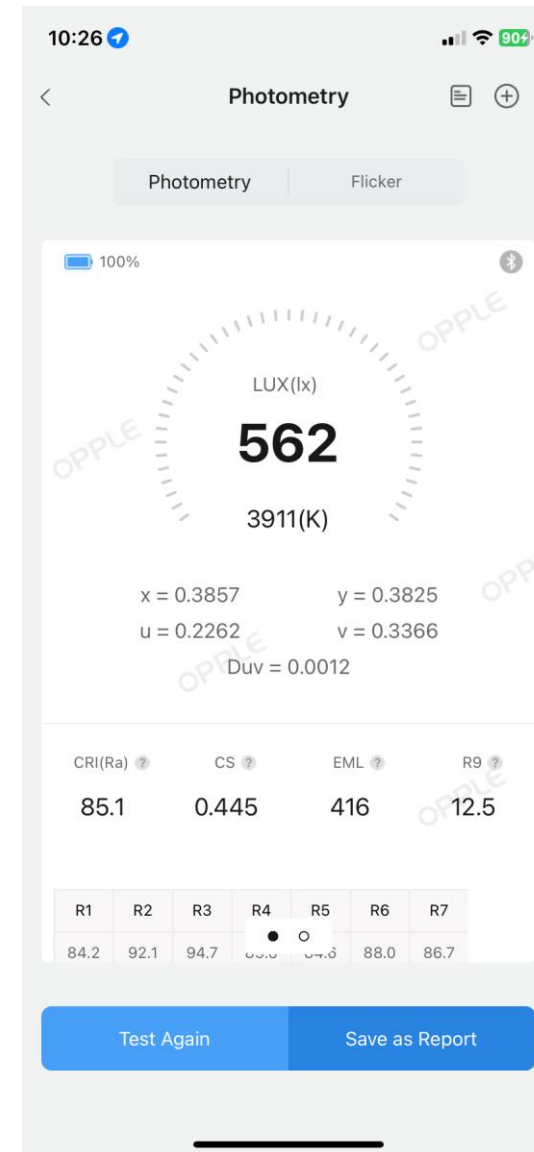 10:26
90
Photometry
Photometry Flicker
100%
OPPLE
LUX(lx)
562
OPPLE
3911(K)
x = 0.3857 y = 0.3825
OPP
u = 0.2262 v = 0.3366
OPPLE
Duv = 0.0012
CRI(Ra) ? CS ? EML ? R9 ?
OPPLE
85.1 0.445 416 12.5
R1 R2 R3 R4 R5 R6 R7
84.2 92.1 94.7 88.0 86.7
Test Again Save as Report